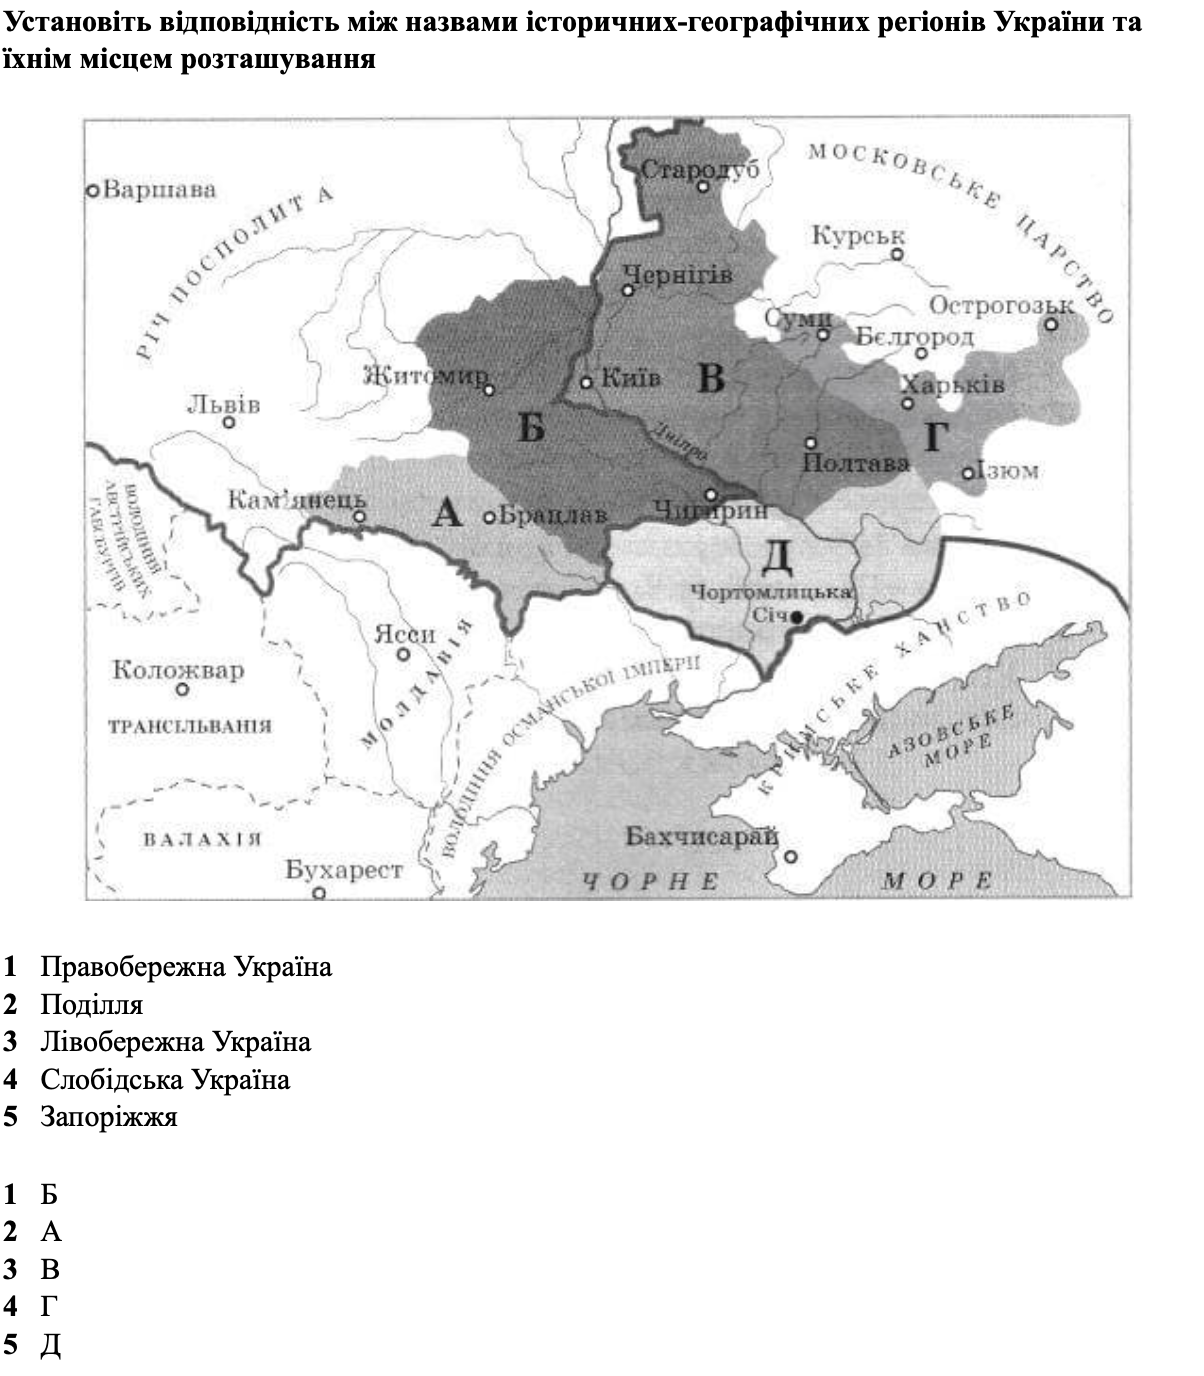 Установіть відповідність між назвами історичних-географічних регіонів України та
їхнім місцем розташування
Стародуб
МОСКОВСЬКЕ ЦАРСТВО
Варшава
РІЧ ПОСПОЛИТА
Курськ
Чернігів
Острогозьк
Суми
Бєлгород
Житомир
Київ
В
Харьків
Львів
Б
Дніпро
Г
Полтава
Ізюм
Кам'янець
А
Брацлав
Чигирин
ВОЛОДІННЯ
АВСТРІЙСЬКИХ
ГАБСБУРГІВ
Д
Чортомлицька
Січ
Ясси
МОЛДАВІЯ
КРИМСЬКЕ ХАНСТВО
Коложвар
ТРАНСІЛЬВАНІЯ
ВОЛОДІННЯ ОСМАНСЬКОЇ ІМПЕРІЇ
АЗОВСЬКЕ
МОРЕ
ВАЛАХІЯ
Бахчисарай
Бухарест
ЧОРНЕ МОРЕ
1 Правобережна Україна
2 Поділля
3 Лівобережна Україна
4 Слобідська Україна
5 Запоріжжя
1 Б
2 А
3 В
4 Г
5 Д